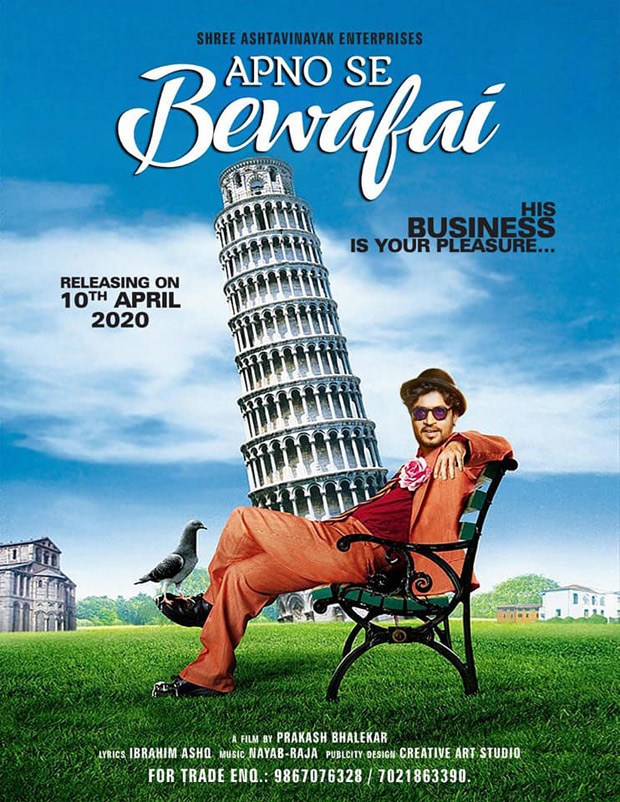 SHREE ASHTAVINAYAK ENTERPRISES
APNO SE
Bewafai
HIS
BUSINESS
IS YOUR PLEASURE...
RELEASING ON
10TH APRIL
2020
A FILM BY PRAKASH BHALEKAR
LYRICS IBRAHIM ASHQ MUSIC NAYAB-RAJA PUBLCITY DESIGN CREATIVE ART STUDIO
FOR TRADE ENQ.: 9867076328 / 7021863390.